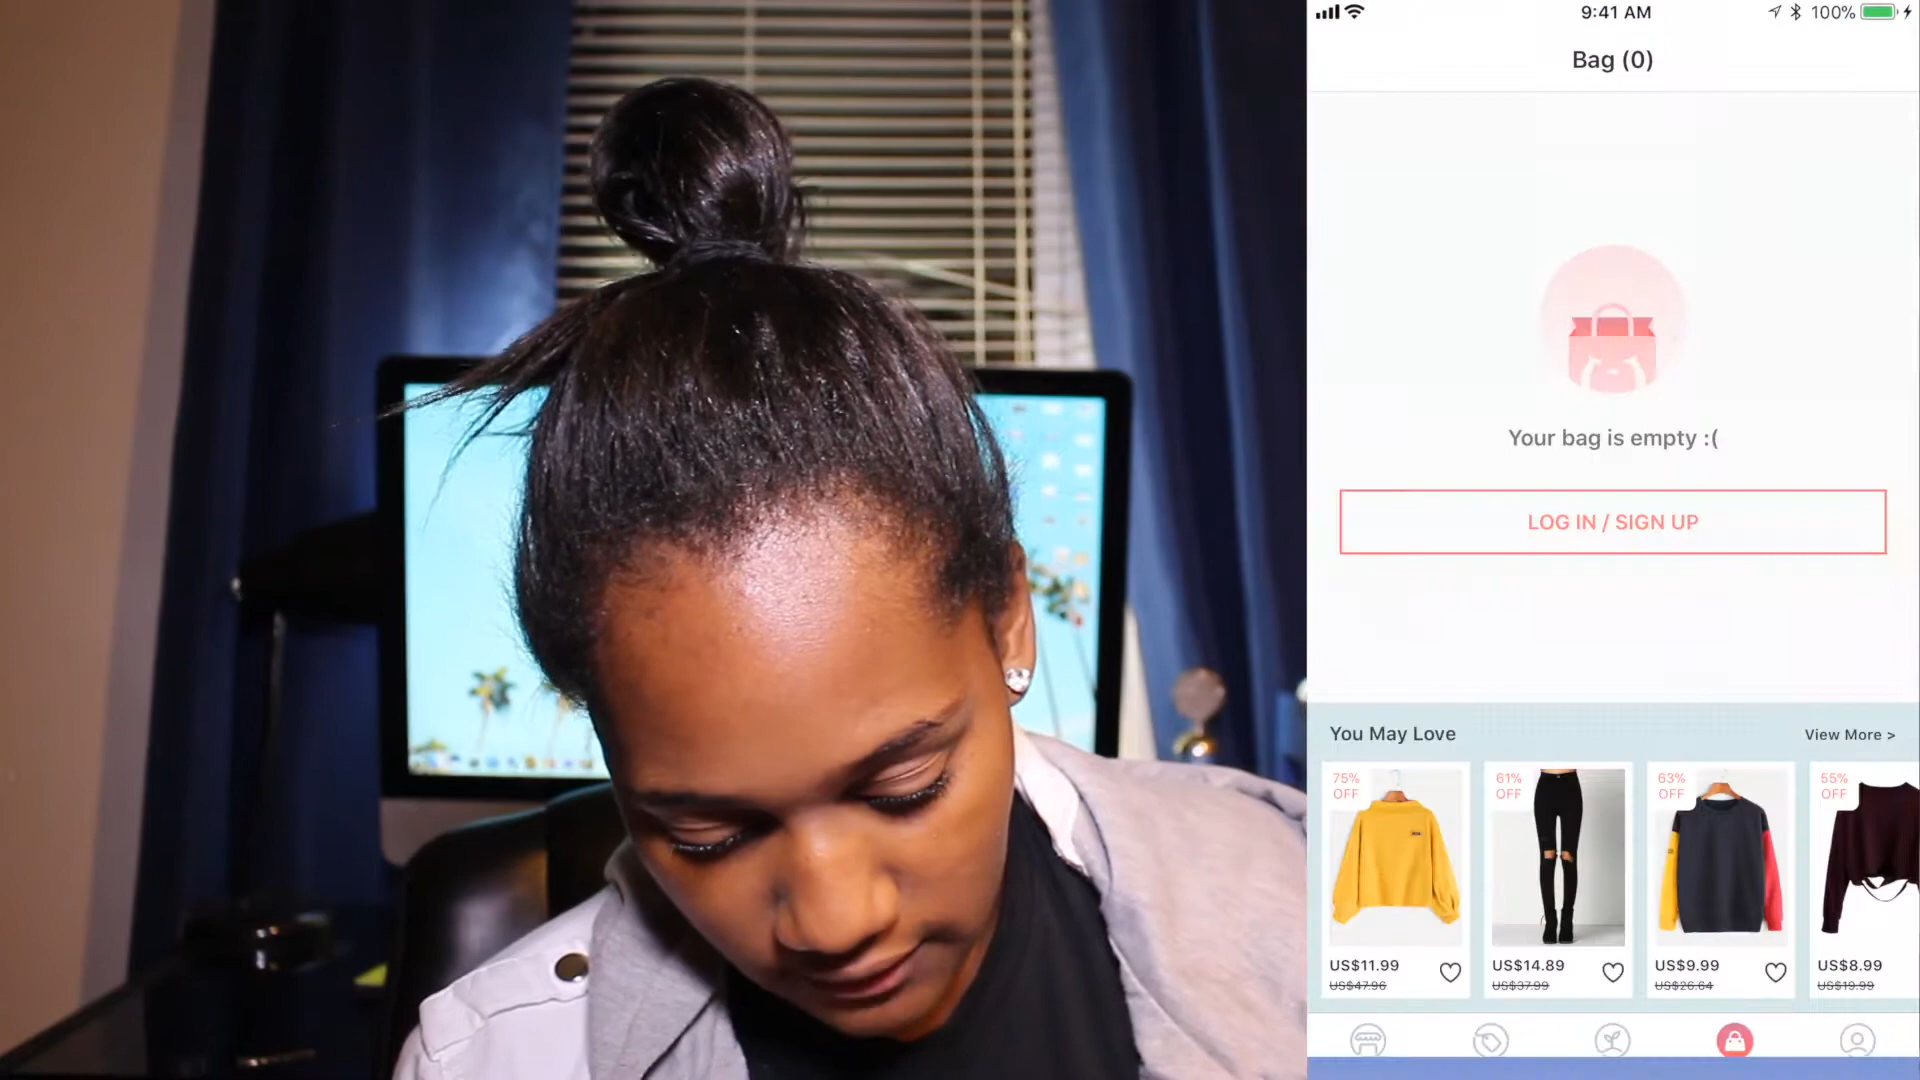 9:41 AM
100%
Bag (0)
Your bag is empty :(
LOG IN / SIGN UP
You May Love
View More >
75%
OFF
61%
OFF
63%
OFF
55%
OFF
US$11.99
US$47.96
US$14.89
US$37.99
US$9.99
US$26.64
US$8.99
US$19.99